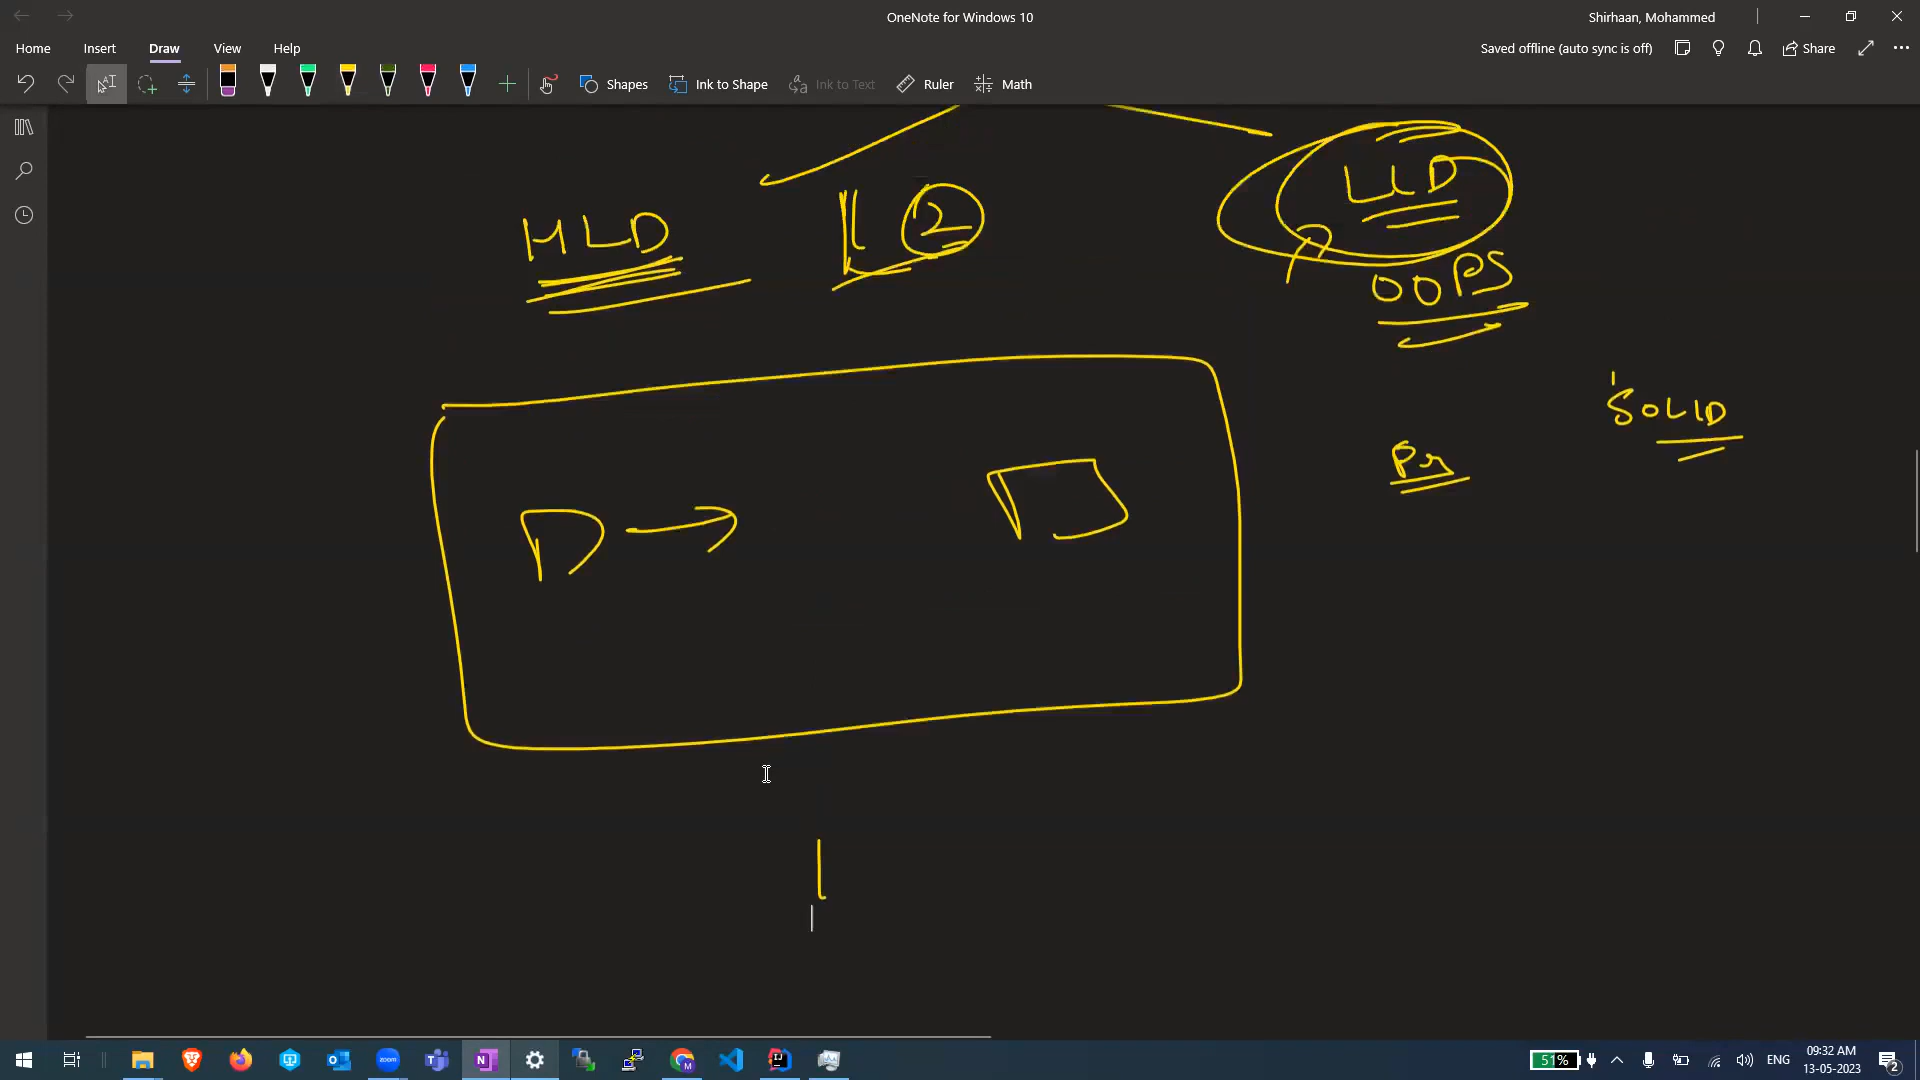 OneNote for Windows 10
Shirhaan, Mohammed
Home Insert Draw View Help
Saved offline (auto sync is off)
Share
Shapes
Ink to Shape
Ink to Text
Ruler
Math
HLD
2
LLD
OOPS
SOLID
51%
ENG
09:32 AM
13-05-2023
2